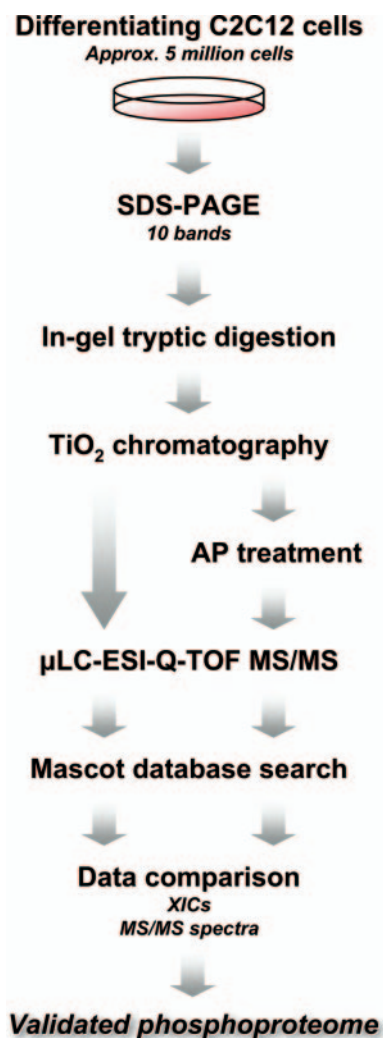 Differentiating C2C12 cells
Approx. 5 million cells
SDS-PAGE
10 bands
In-gel tryptic digestion
TiO₂ chromatography
AP treatment
µLC-ESI-Q-TOF MS/MS
Mascot database search
Data comparison
XICs
MS/MS spectra
Validated phosphoproteome